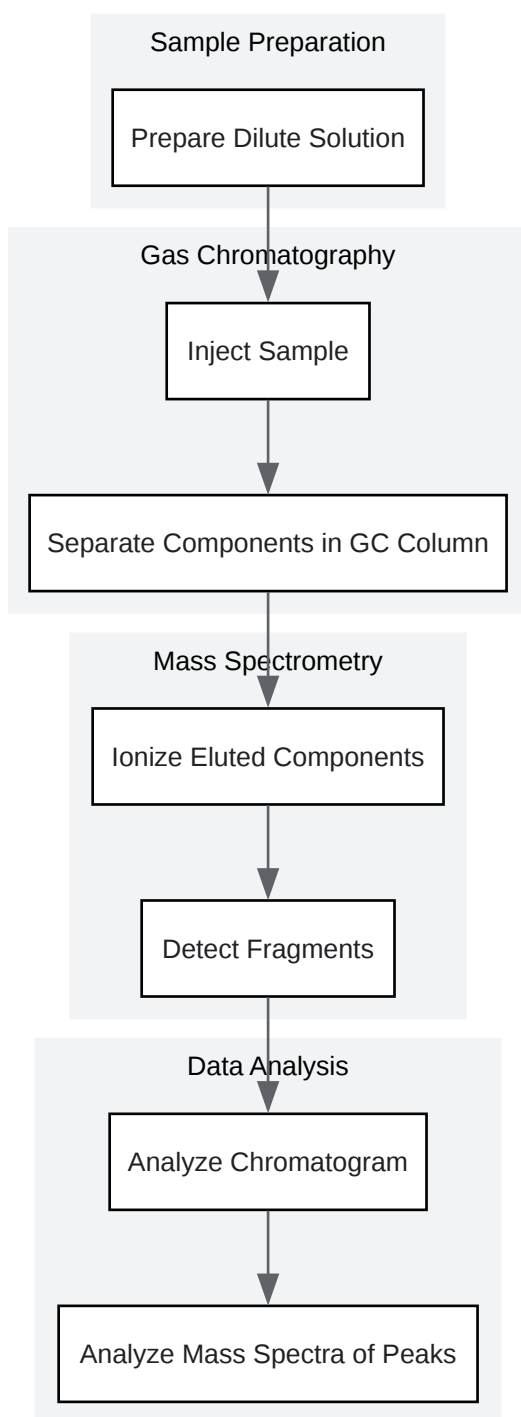 Sample Preparation
Prepare Dilute Solution
Gas Chromatography
Inject Sample
Separate Components in GC Column
Mass Spectrometry
Ionize Eluted Components
Detect Fragments
Data Analysis
Analyze Chromatogram
Analyze Mass Spectra of Peaks